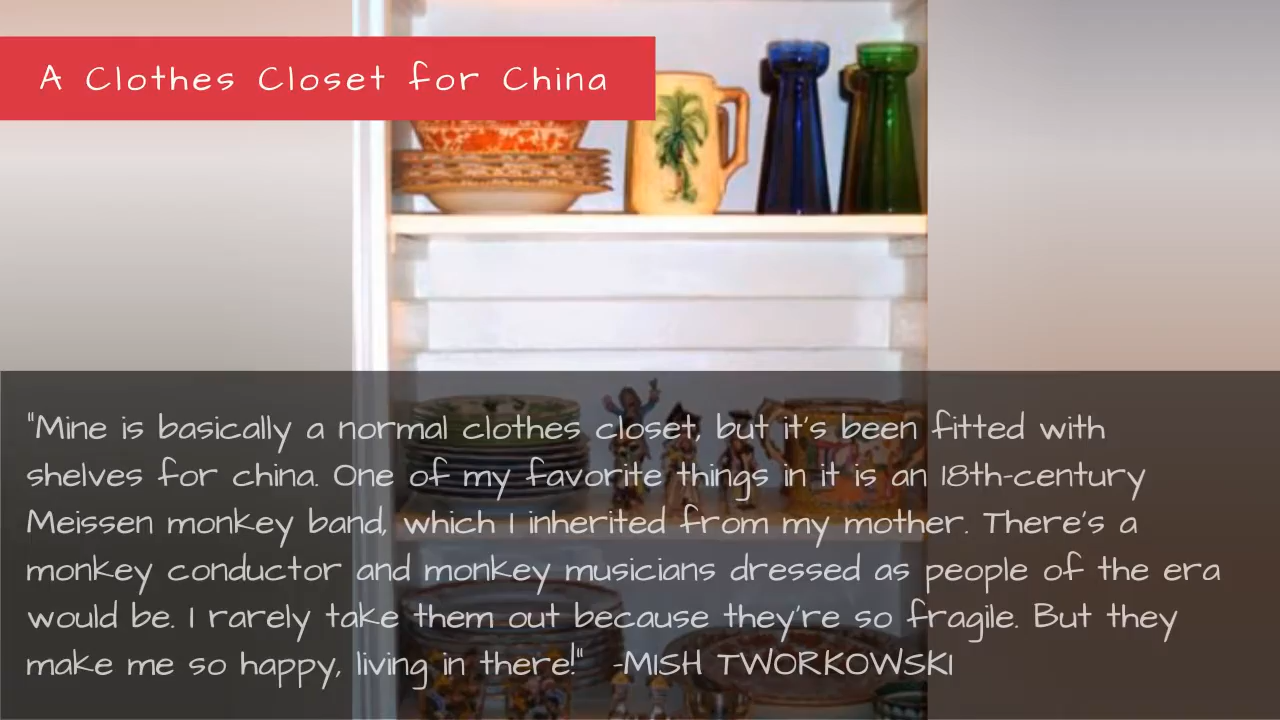 A Clothes Closet for China
"Mine is basically a normal clothes closet, but it's been fitted with
shelves for china. One of my favorite things in it is an 18th-century
Meissen monkey band, which I inherited from my mother. There's a
monkey conductor and monkey musicians dressed as people of the era
would be. I rarely take them out because they're so fragile. But they
make me so happy, living in there!" -MISH TWORKOWSKI